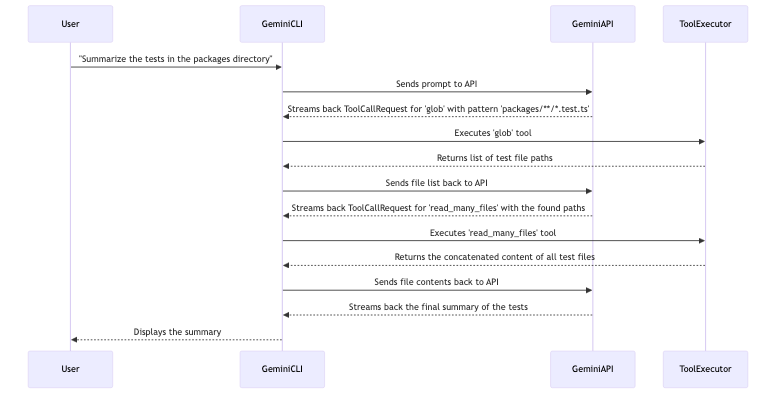 User GeminiCLI GeminiAPI ToolExecutor
"Summarize the tests in the packages directory"
Sends prompt to API
Streams back ToolCallRequest for 'glob' with pattern 'packages/**/*.test.ts'
Executes 'glob' tool
Returns list of test file paths
Sends file list back to API
Streams back ToolCallRequest for 'read_many_files' with the found paths
Executes 'read_many_files' tool
Returns the concatenated content of all test files
Sends file contents back to API
Streams back the final summary of the tests
Displays the summary
User GeminiCLI GeminiAPI ToolExecutor